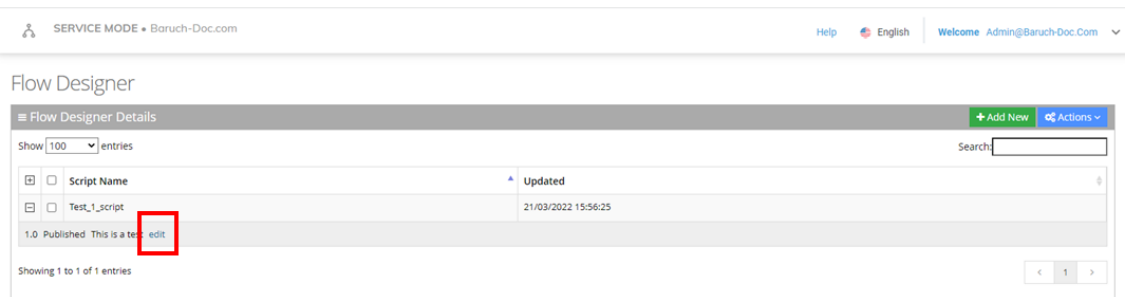 SERVICE MODE • Baruch-Doc.com
Help English Welcome Admin@Baruch-Doc.Com
Flow Designer
Flow Designer Details Add New Actions
Show 100 entries Search:
Script Name Updated
Test_1_script 21/03/2022 15:56:25
1.0 Published This is a test edit
Showing 1 to 1 of 1 entries < 1 >